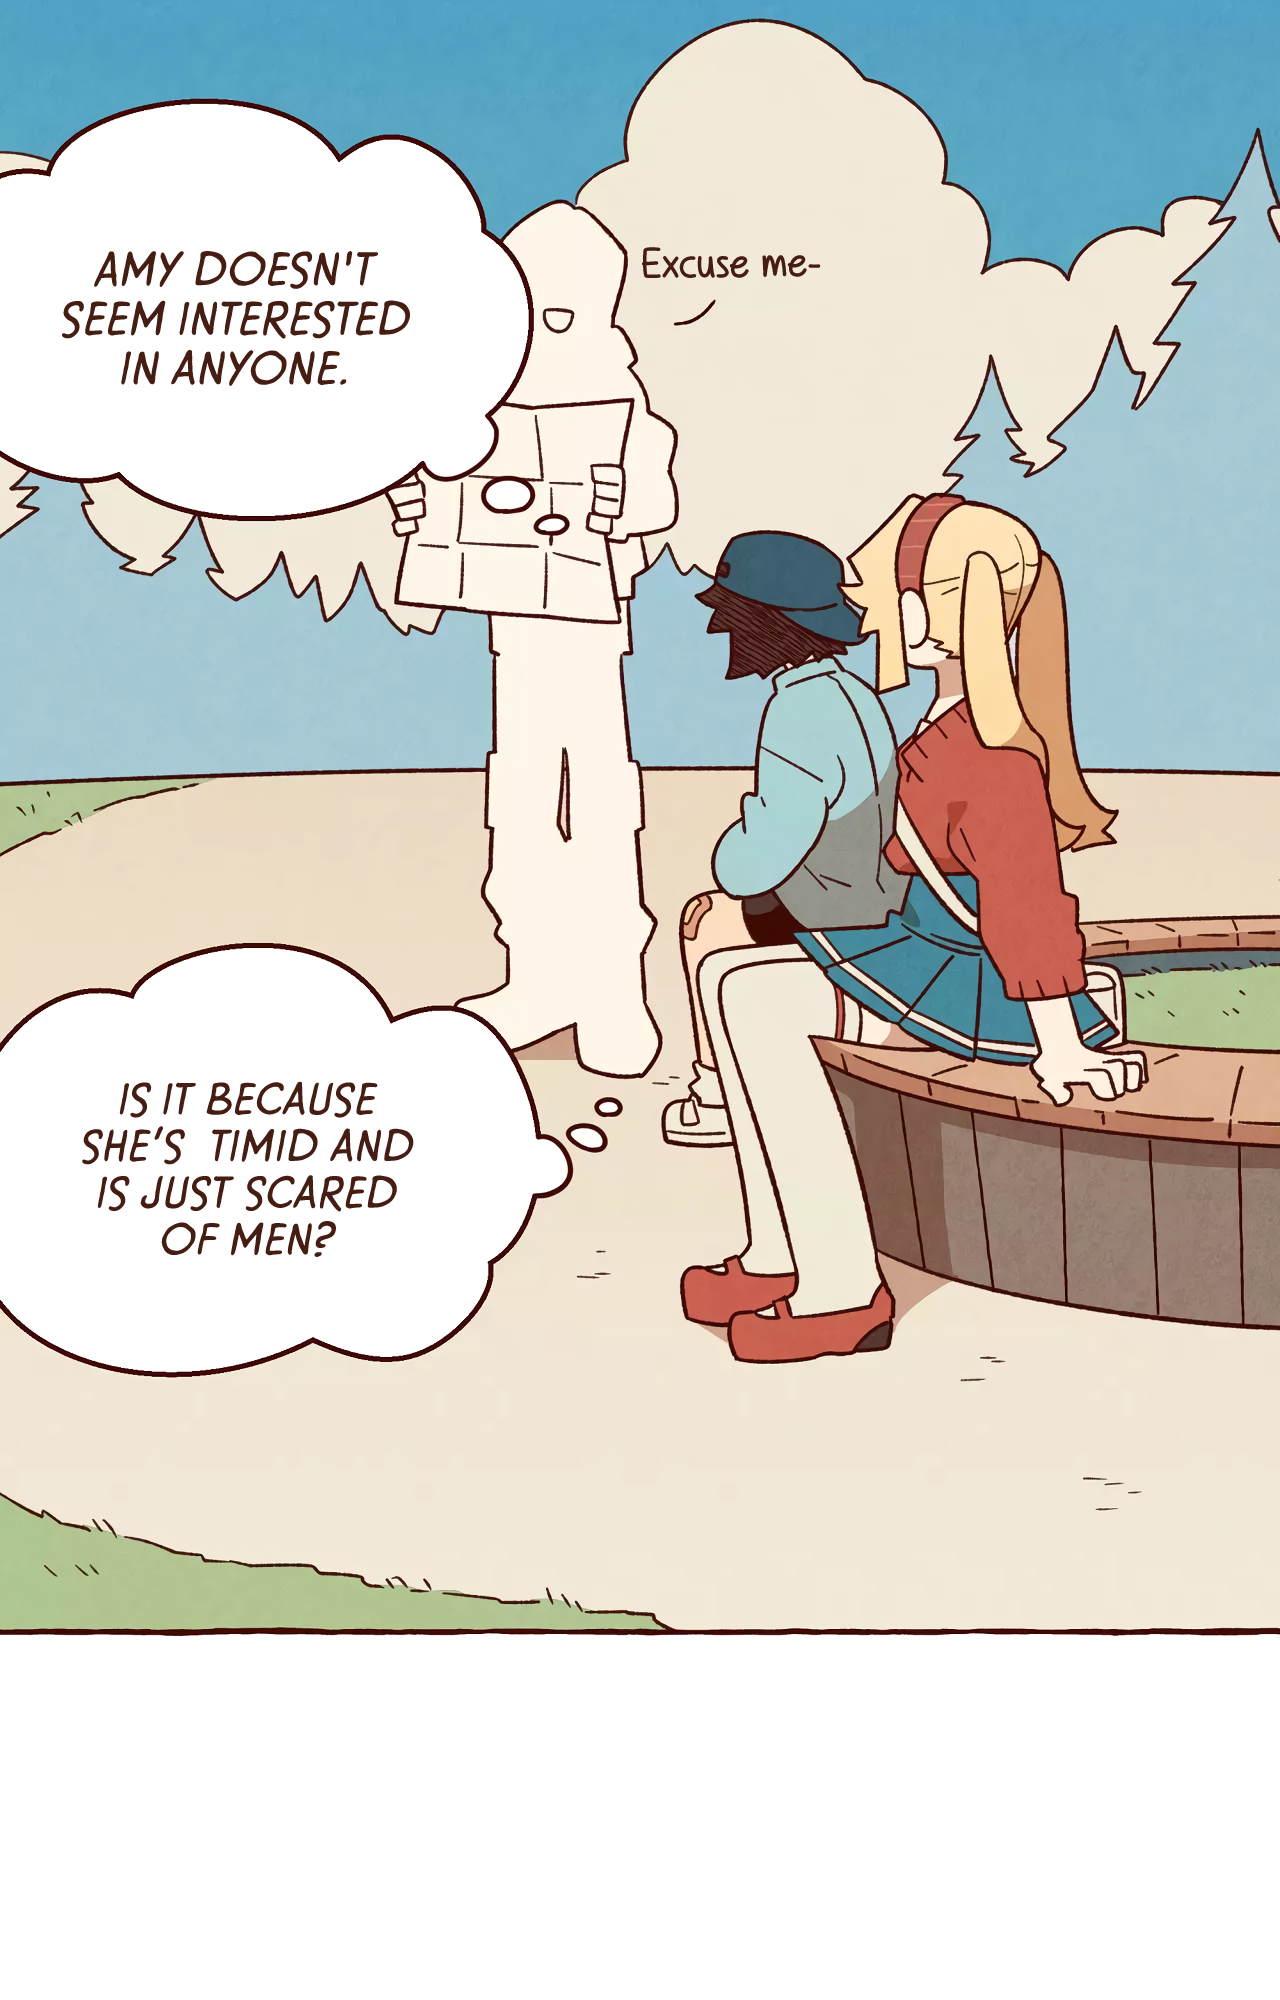 AMY DOESN'T
SEEM INTERESTED
IN ANYONE.
Excuse me-
IS IT BECAUSE
SHE'S TIMID AND
IS JUST SCARED
OF MEN?